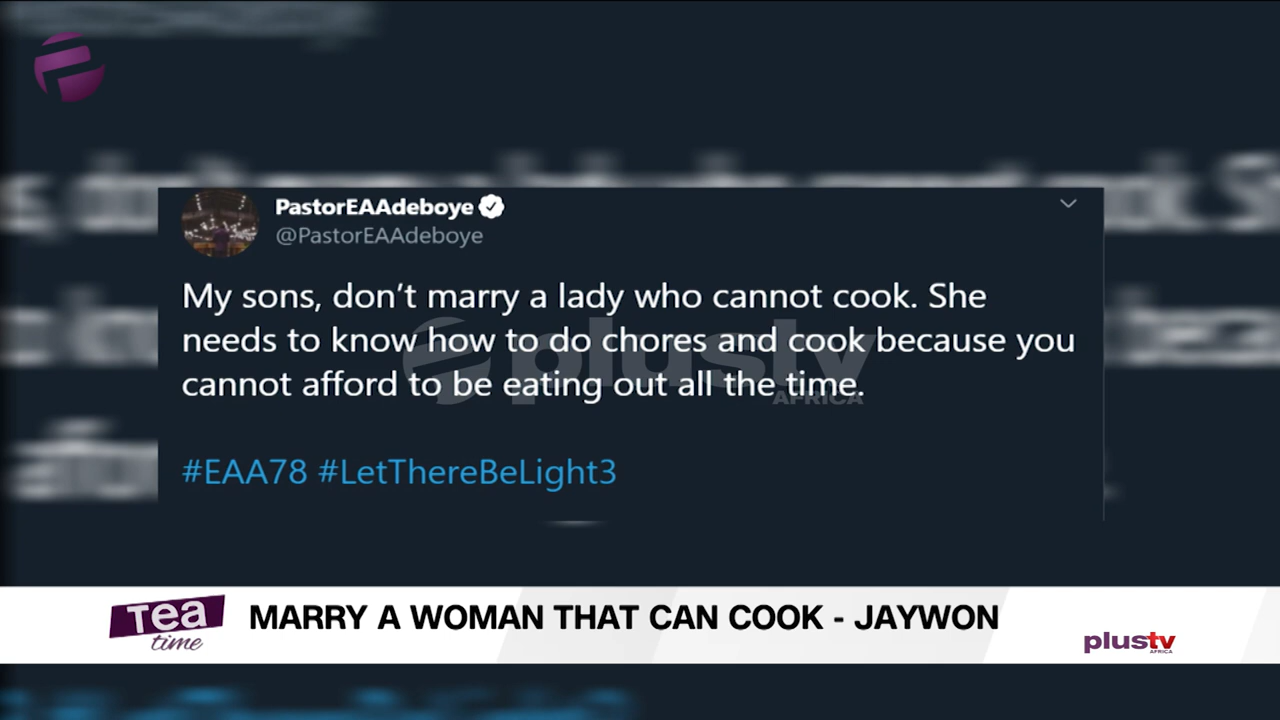 PastorEAAdeboye
@PastorEAAdeboye
My sons, don’t marry a lady who cannot cook. She
needs to know how to do chores and cook because you
cannot afford to be eating out all the time.
#EAA78 #LetThereBeLight3
plustv
AFRICA
Tea
time
MARRY A WOMAN THAT CAN COOK - JAYWON
plustv
AFRICA